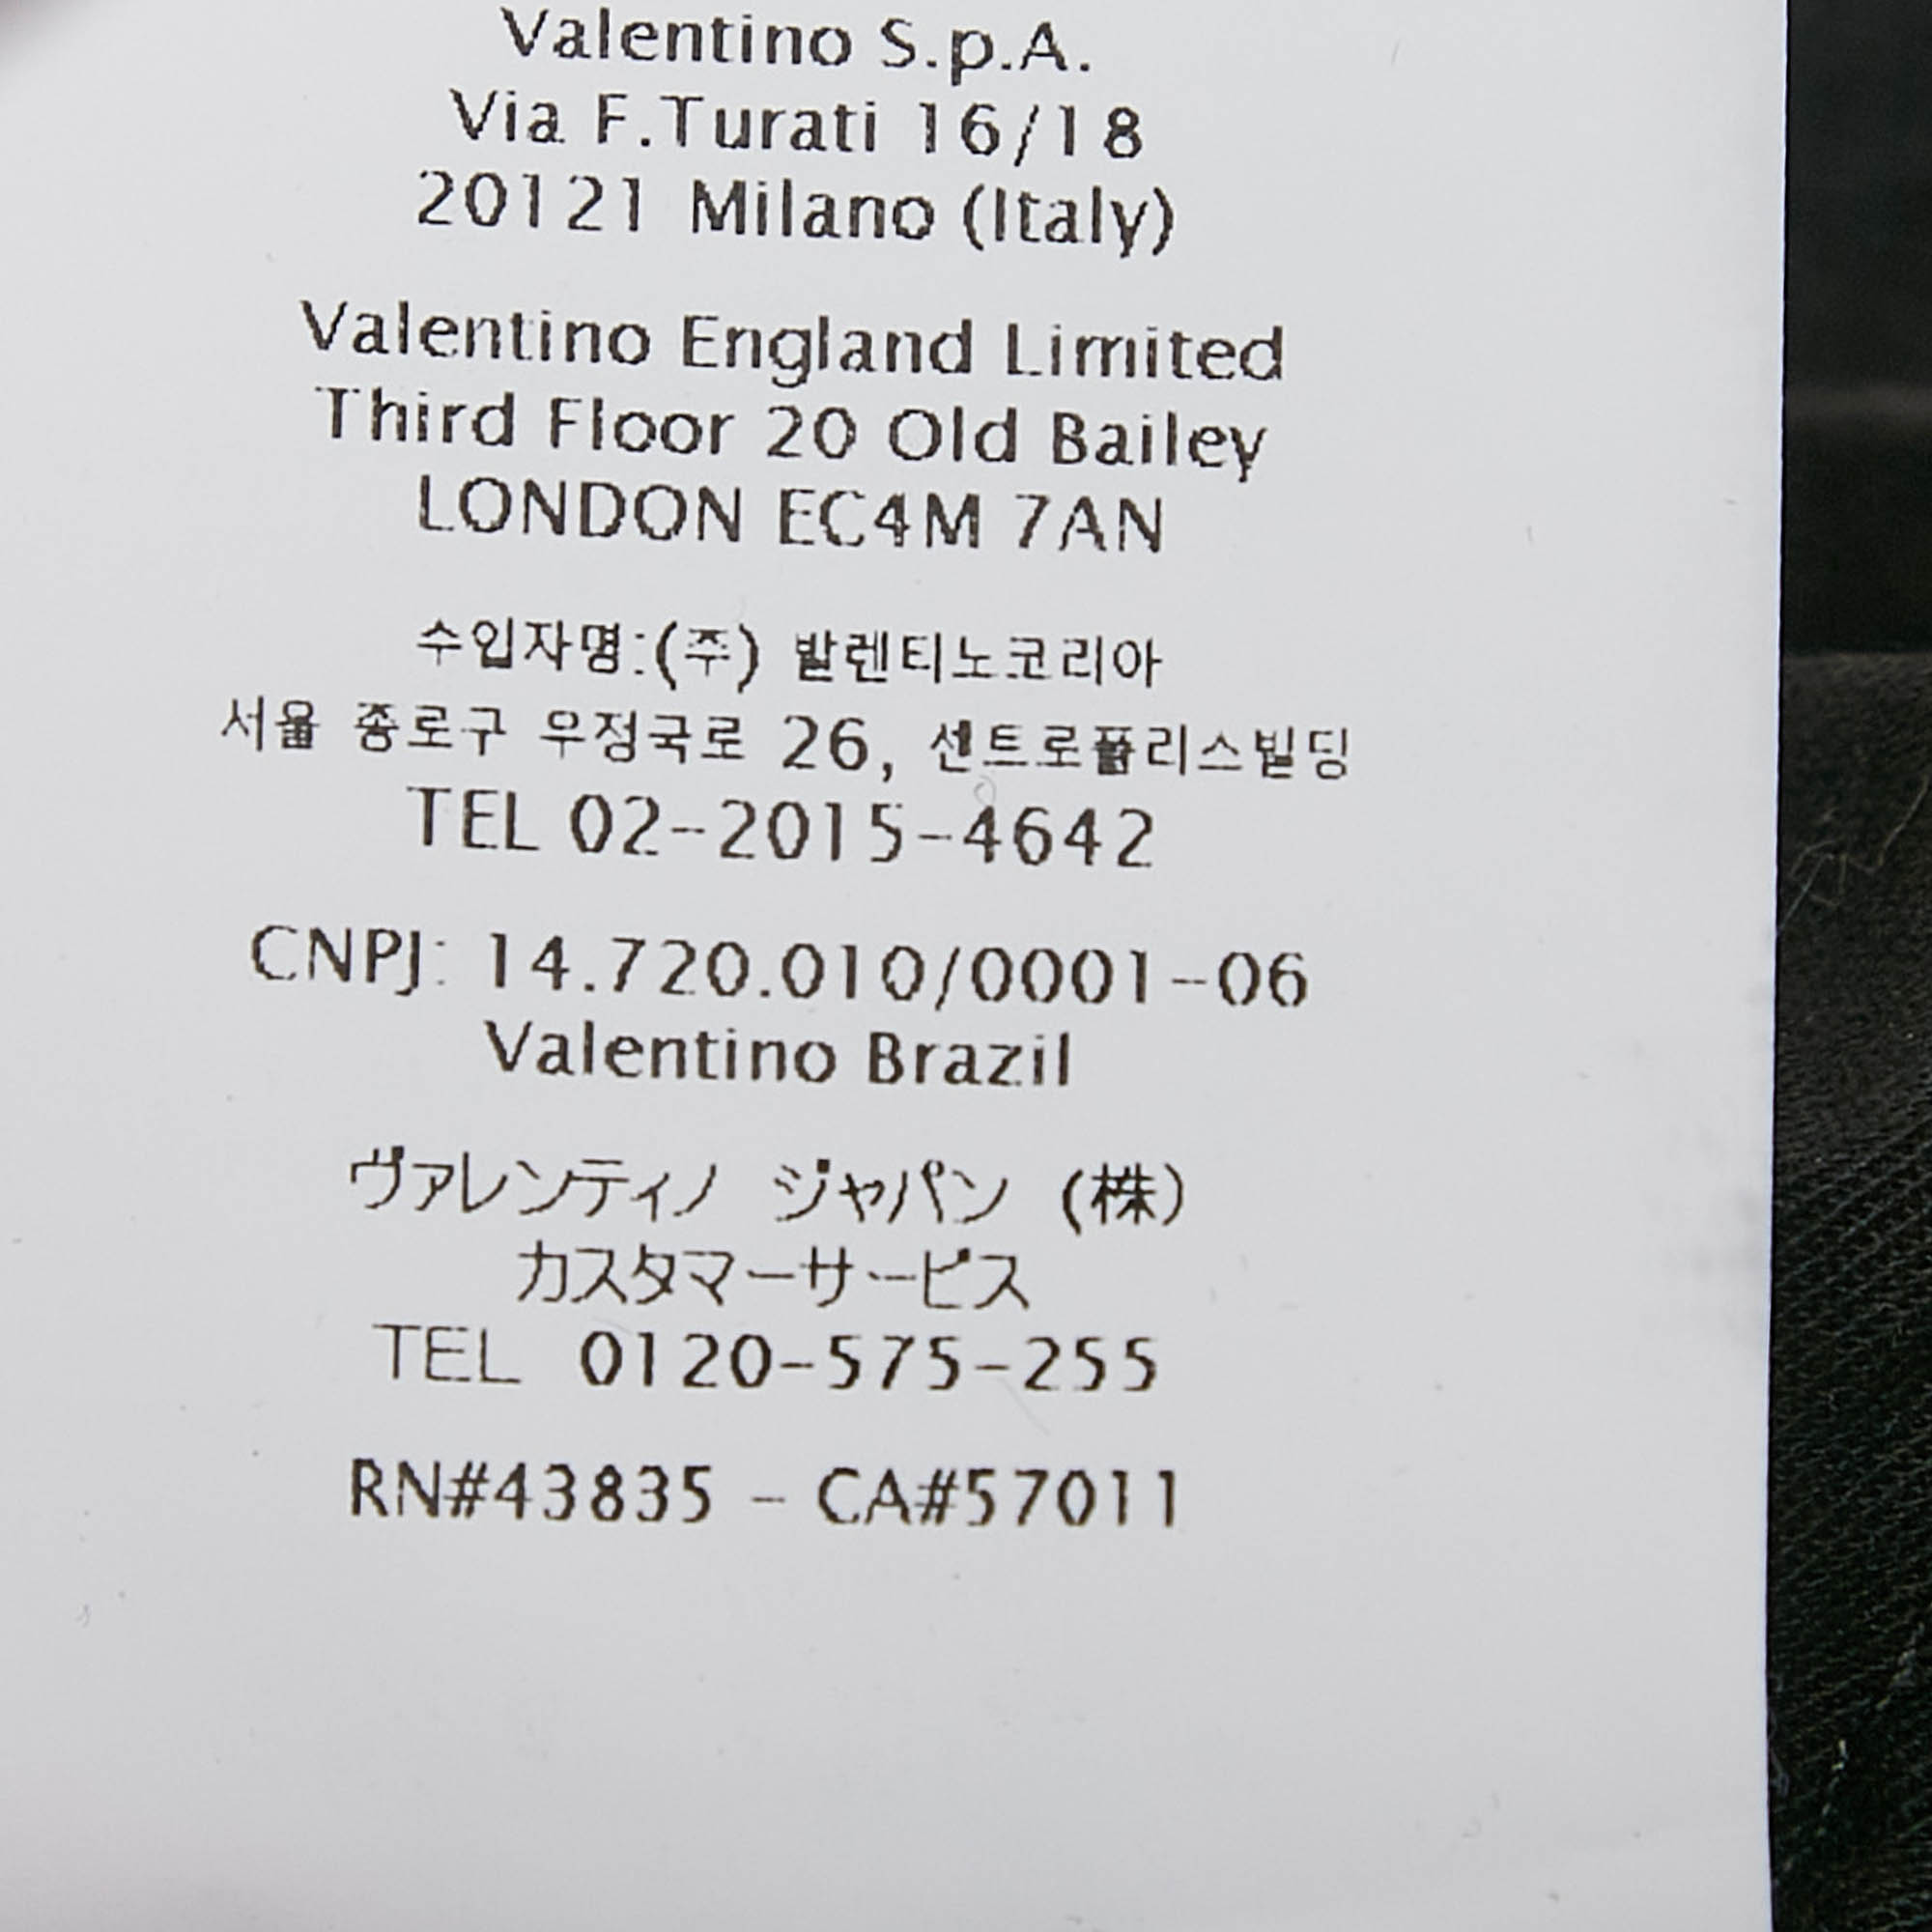 Valentino S.p.A.
Via F.Turati 16/18
20121 Milano (Italy)
Valentino England Limited
Third Floor 20 Old Bailey
LONDON EC4M 7AN
수입자명:(주) 발렌티노코리아
서울 종로구 우정국로 26, 센트로폴리스빌딩
TEL 02-2015-4642
CNPJ: 14.720.010/0001-06
Valentino Brazil
ヴァレンティノ ジャパン (株)
カスタマーサービス
TEL 0120-575-255
RN#43835 - CA#57011